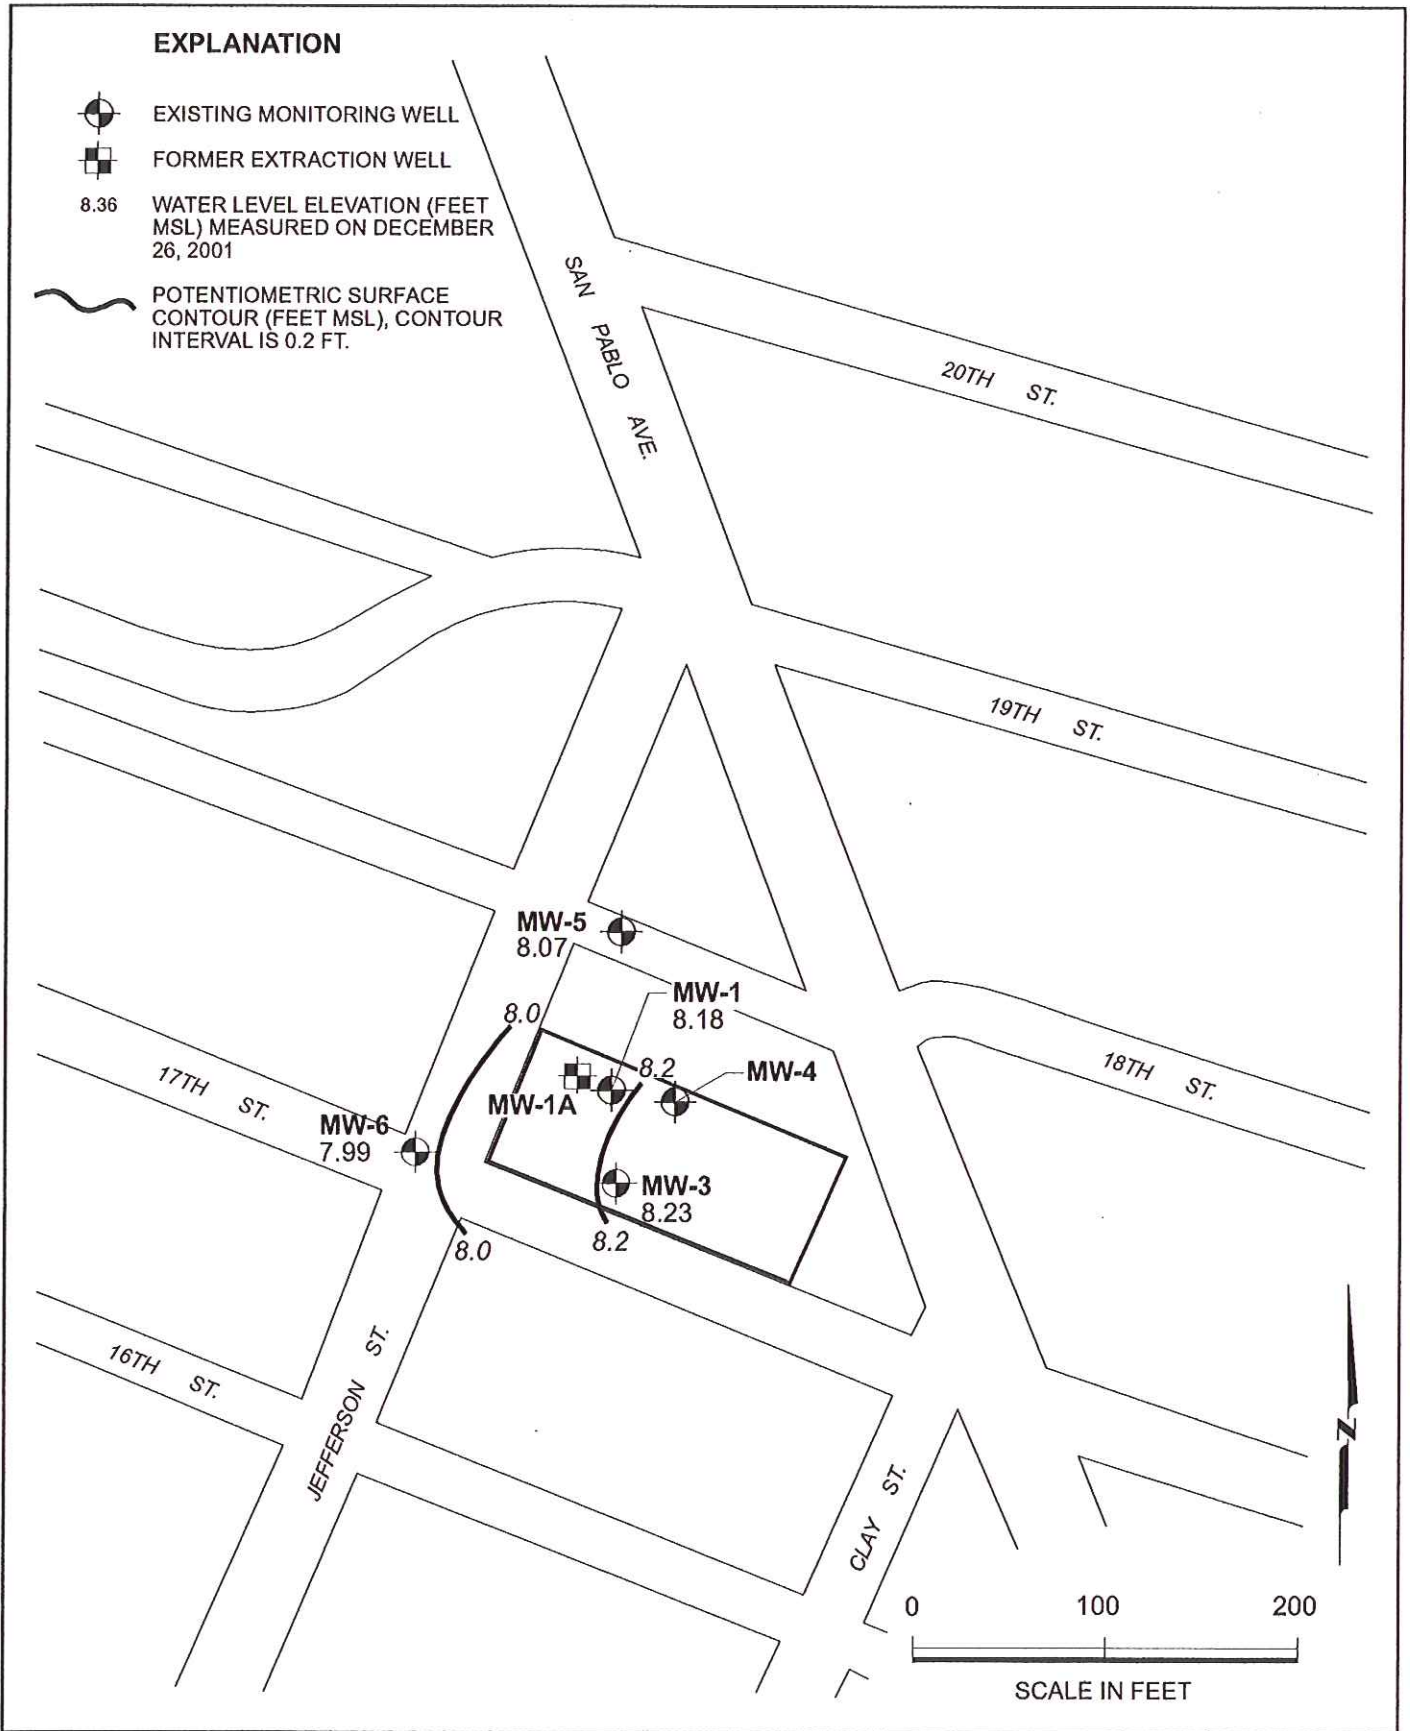 EXPLANATION
EXISTING MONITORING WELL
FORMER EXTRACTION WELL
8.36
WATER LEVEL ELEVATION (FEET
MSL) MEASURED ON DECEMBER
26, 2001
POTENTIOMETRIC SURFACE
CONTOUR (FEET MSL), CONTOUR
INTERVAL IS 0.2 FT.
SAN PABLO AVE.
20TH ST.
19TH ST.
MW-5
8.07
MW-1
8.18
8.0
8.2
MW-4
18TH ST.
17TH ST.
MW-1A
MW-6
7.99
MW-3
8.23
8.0
8.2
16TH ST.
JEFFERSON ST.
CLAY ST.
N
0 100 200
SCALE IN FEET